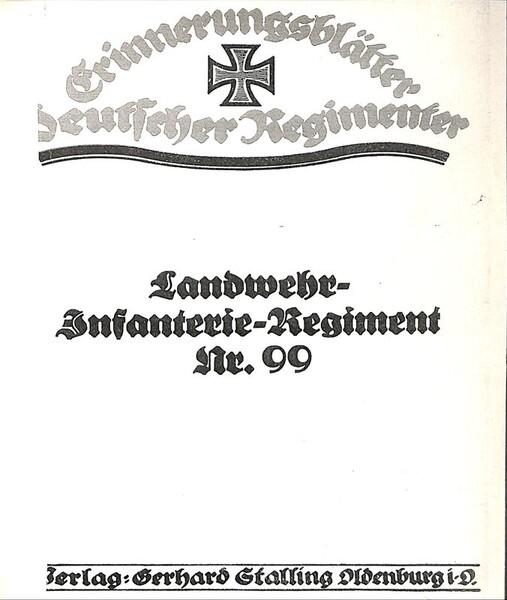 Erinnerungsblätter
deutscher Regimenter
Landwehr-
Infanterie-Regiment
Nr. 99
Verlag: Gerhard Stalling Oldenburg i. O.